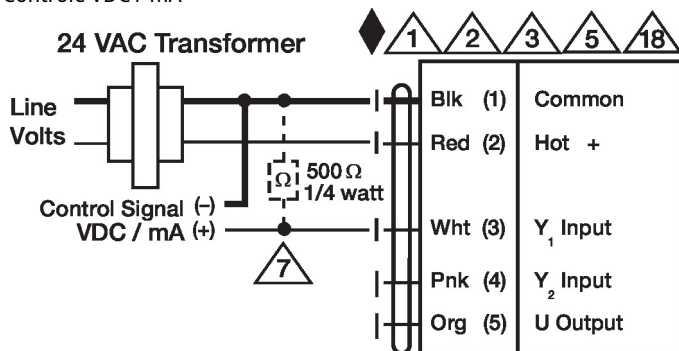 Controle VDC / mA
24 VAC Transformer
1 2 3 5 18
Line
Volts
Blk (1) Common
Red (2) Hot +
Ω 500 Ω
1/4 watt
Control Signal (–)
VDC / mA (+)
7
Wht (3) Y1 Input
Pnk (4) Y2 Input
Org (5) U Output